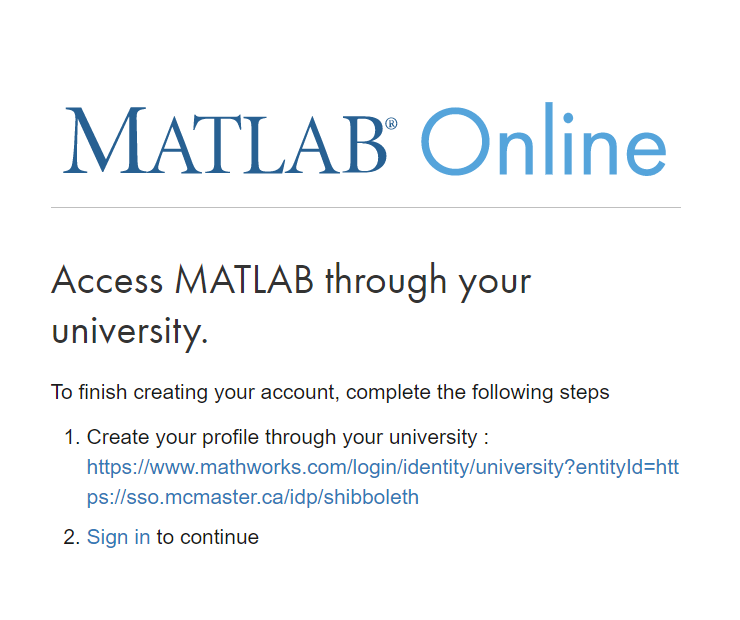 MATLAB® Online
Access MATLAB through your
university.
To finish creating your account, complete the following steps
1. Create your profile through your university :
https://www.mathworks.com/login/identity/university?entityId=htt
ps://sso.mcmaster.ca/idp/shibboleth
2. Sign in to continue